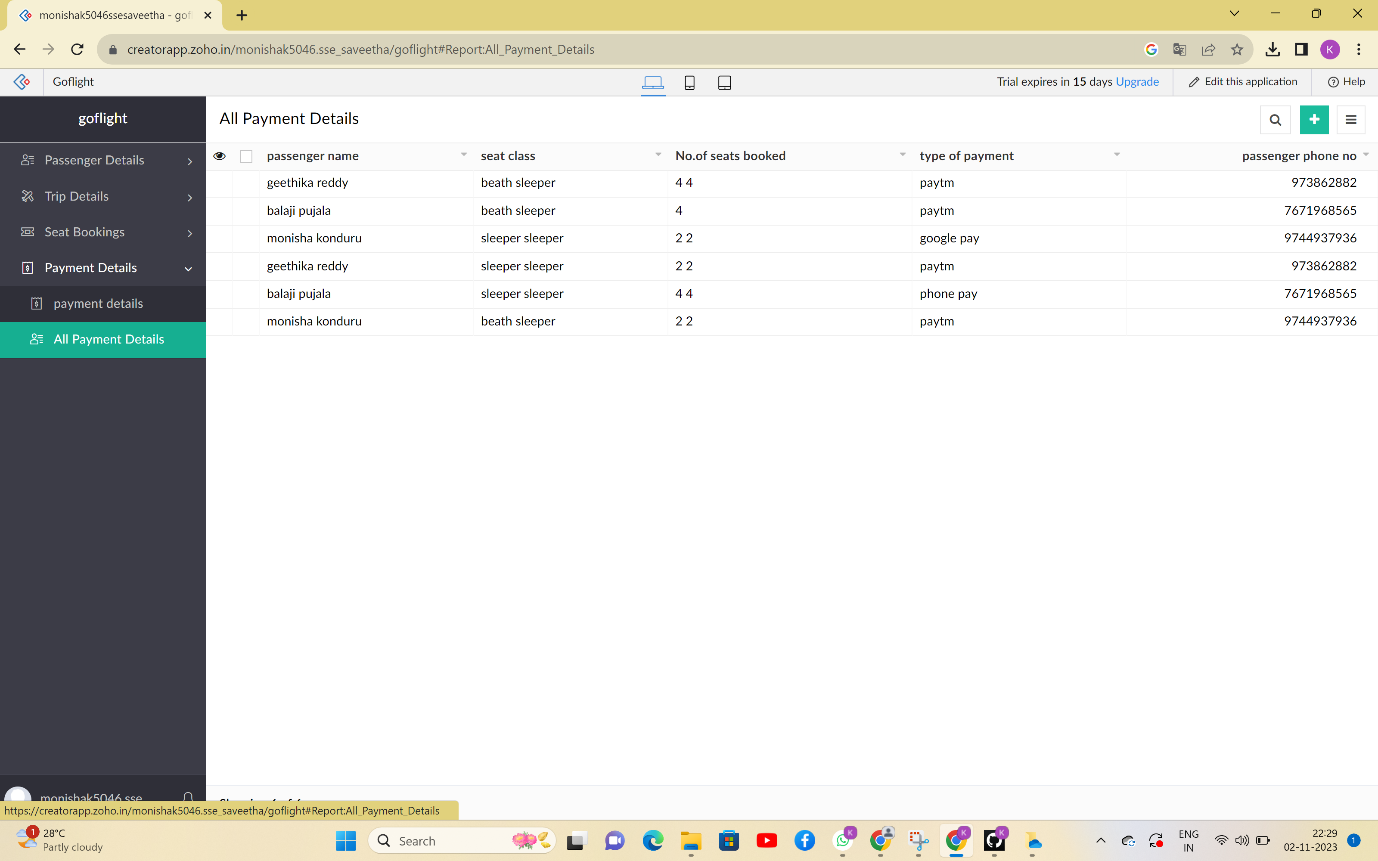 monishak5046ssesaveetha - gof
creatorapp.zoho.in/monishak5046.sse_saveetha/goflight#Report:All_Payment_Details
K
Goflight
Trial expires in 15 days Upgrade
Edit this application
Help
goflight
All Payment Details
Passenger Details
Trip Details
Seat Bookings
Payment Details
payment details
All Payment Details
passenger name seat class No.of seats booked type of payment passenger phone no
geethika reddy beath sleeper 4 4 paytm 973862882
balaji pujala beath sleeper 4 paytm 7671968565
monisha konduru sleeper sleeper 2 2 google pay 9744937936
geethika reddy sleeper sleeper 2 2 paytm 973862882
balaji pujala sleeper sleeper 4 4 phone pay 7671968565
monisha konduru beath sleeper 2 2 paytm 9744937936
monishak5046.sse
https://creatorapp.zoho.in/monishak5046.sse_saveetha/goflight#Report:All_Payment_Details
1
28°C
Partly cloudy
Search
K
K
K
ENG
IN
22:29
02-11-2023
1